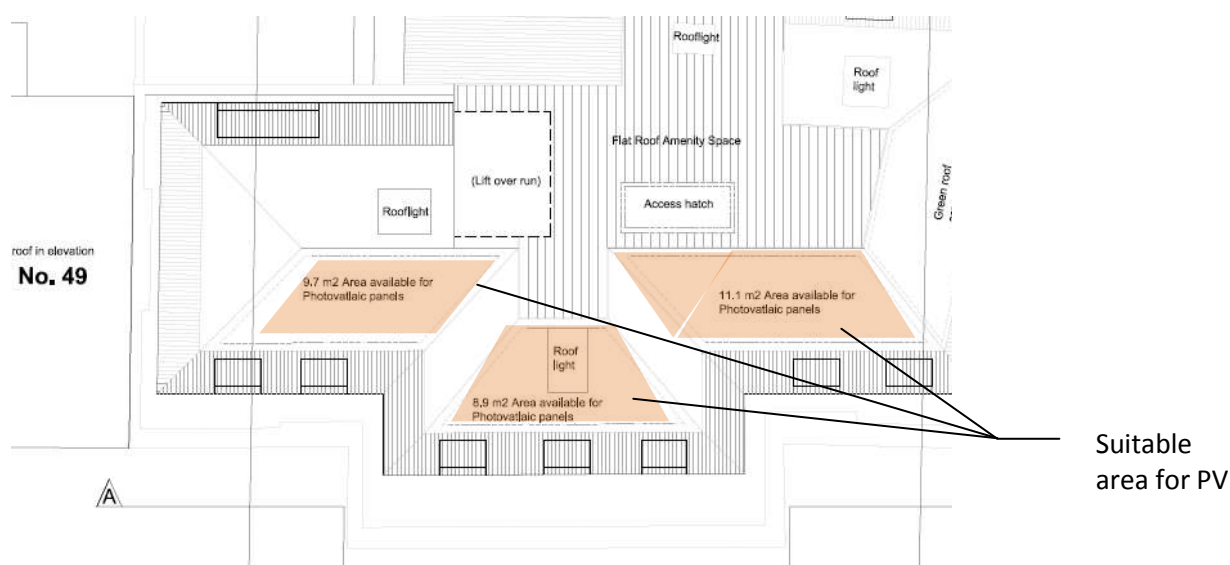 Rooflight
Roof
light
Flat Roof Amenity Space
(Lift over run)
Access hatch
Green roof
Rooflight
roof in elevation
No. 49
9.7 m2 Area available for
Photovatlaic panels
11.1 m2 Area available for
Photovatlaic panels
Roof
light
8.9 m2 Area available for
Photovatlaic panels
Suitable
area for PV
A